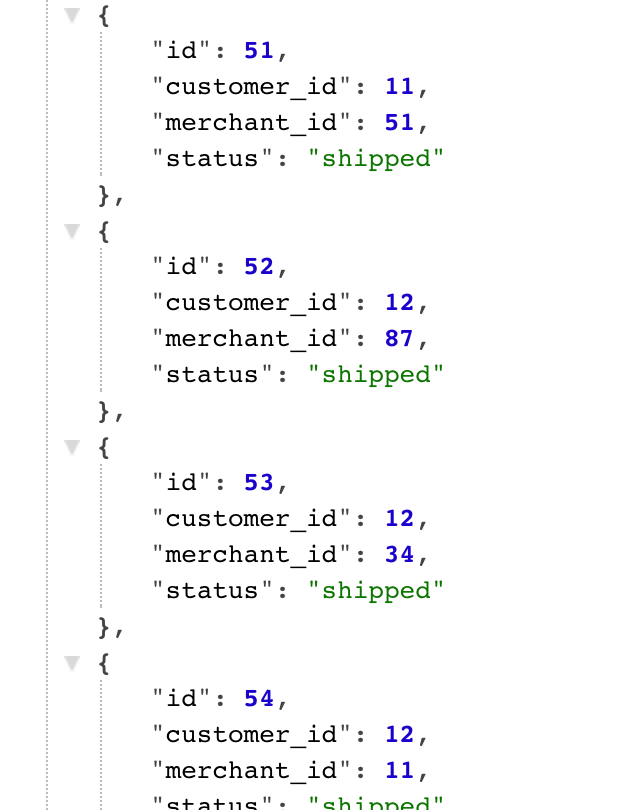 {
"id": 51,
"customer_id": 11,
"merchant_id": 51,
"status": "shipped"
},
{
"id": 52,
"customer_id": 12,
"merchant_id": 87,
"status": "shipped"
},
{
"id": 53,
"customer_id": 12,
"merchant_id": 34,
"status": "shipped"
},
{
"id": 54,
"customer_id": 12,
"merchant_id": 11,
"status": "shipped"